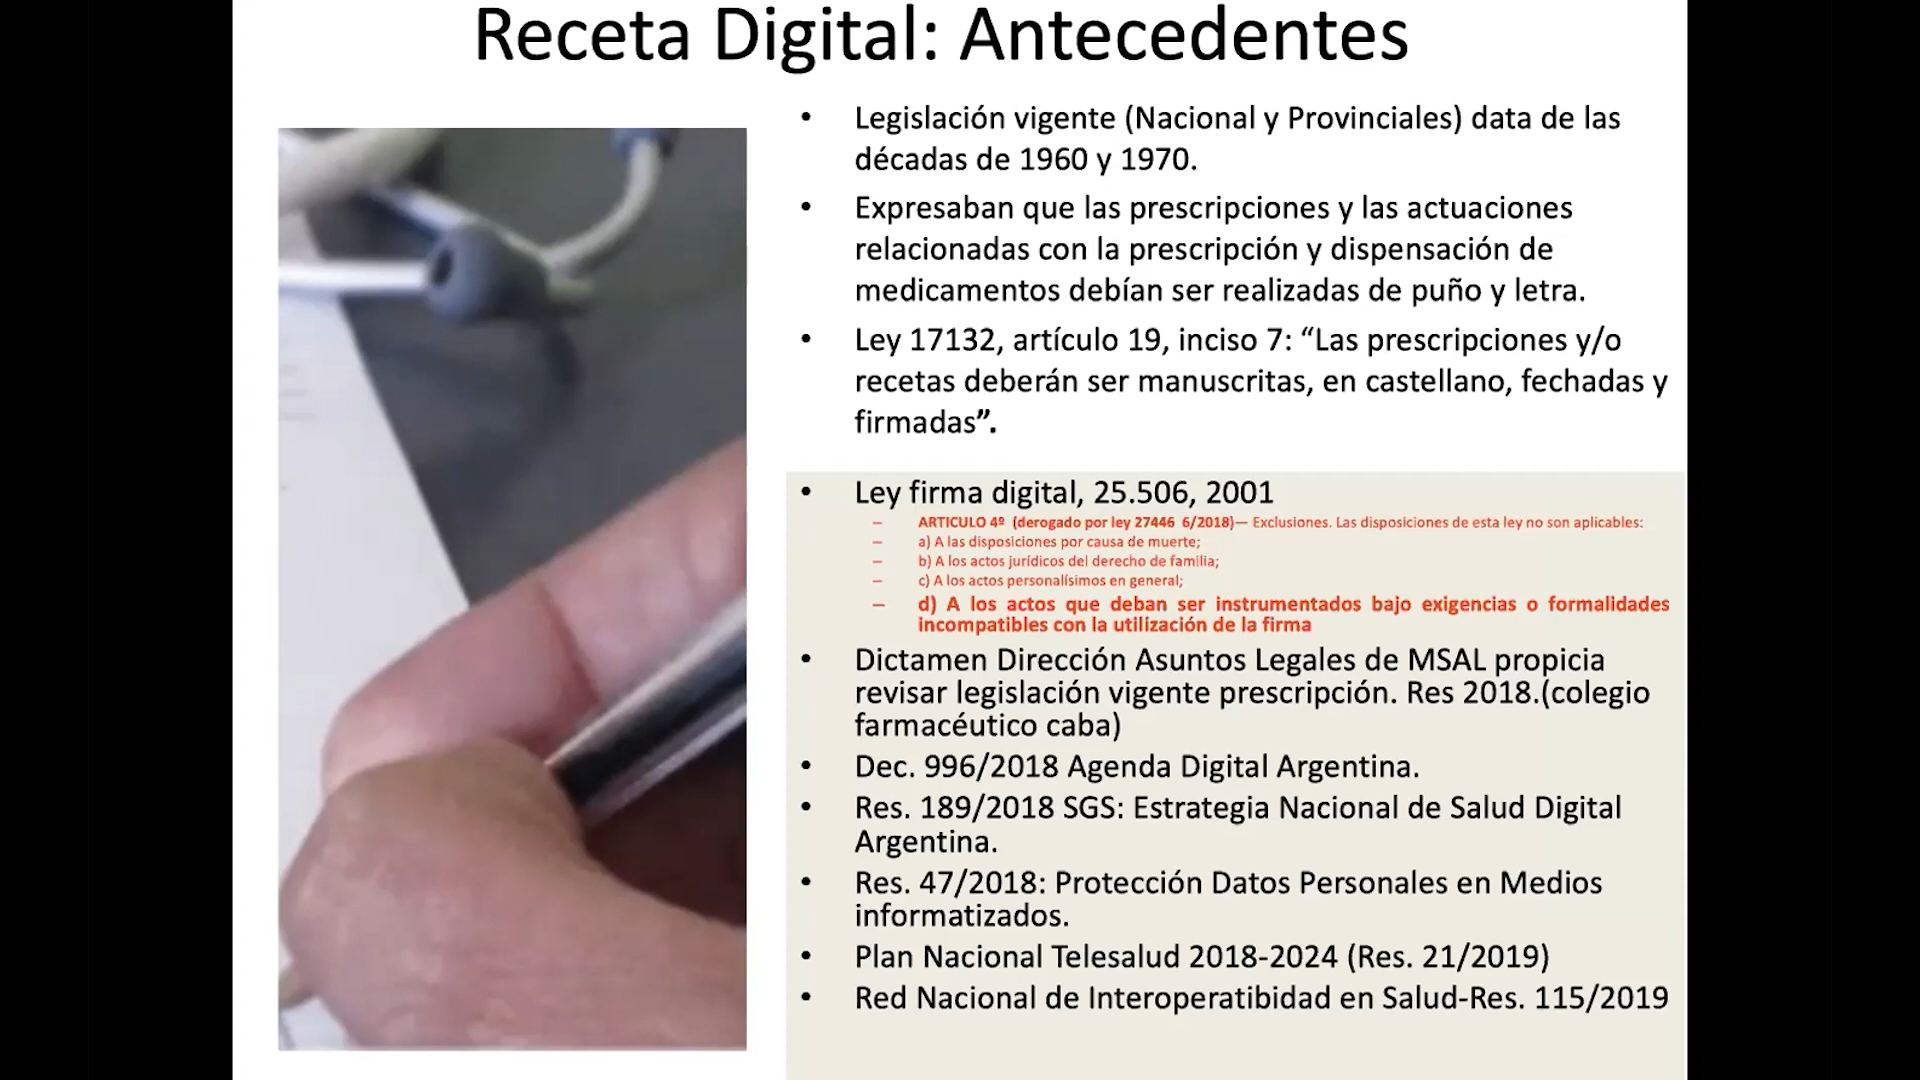 Receta Digital: Antecedentes
• Legislación vigente (Nacional y Provinciales) data de las
décadas de 1960 y 1970.
• Expresaban que las prescripciones y las actuaciones
relacionadas con la prescripción y dispensación de
medicamentos debían ser realizadas de puño y letra.
• Ley 17132, artículo 19, inciso 7: “Las prescripciones y/o
recetas deberán ser manuscritas, en castellano, fechadas y
firmadas”.
• Ley firma digital, 25.506, 2001
– ARTICULO 4º (derogado por ley 27446 6/2018)— Exclusiones. Las disposiciones de esta ley no son aplicables:
– a) A las disposiciones por causa de muerte;
– b) A los actos jurídicos del derecho de familia;
– c) A los actos personalísimos en general;
– d) A los actos que deban ser instrumentados bajo exigencias o formalidades
incompatibles con la utilización de la firma
• Dictamen Dirección Asuntos Legales de MSAL propicia
revisar legislación vigente prescripción. Res 2018.(colegio
farmacéutico caba)
• Dec. 996/2018 Agenda Digital Argentina.
• Res. 189/2018 SGS: Estrategia Nacional de Salud Digital
Argentina.
• Res. 47/2018: Protección Datos Personales en Medios
informatizados.
• Plan Nacional Telesalud 2018-2024 (Res. 21/2019)
• Red Nacional de Interoperatibidad en Salud-Res. 115/2019